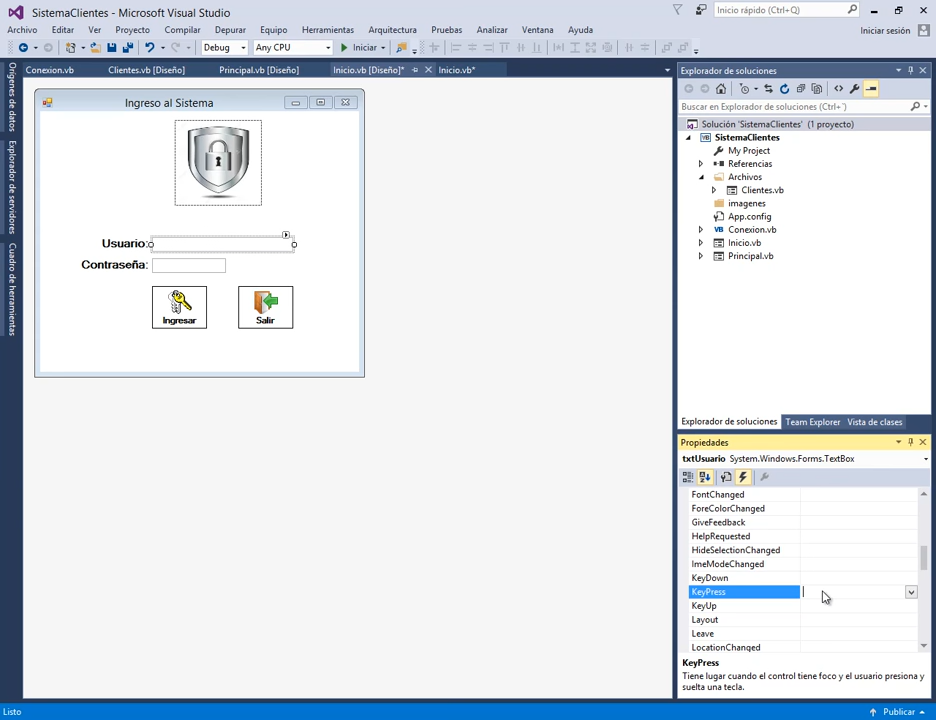 SistemaClientes - Microsoft Visual Studio
Inicio rápido (Ctrl+Q)
Archivo Editar Ver Proyecto Compilar Depurar Equipo Herramientas Arquitectura Pruebas Analizar Ventana Ayuda
Iniciar sesión
Debug Any CPU Iniciar
Conexion.vb Clientes.vb [Diseño] Principal.vb [Diseño] Inicio.vb [Diseño]* Inicio.vb*
Orígenes de datos
Explorador de servidores
Cuadro de herramientas
Ingreso al Sistema
Usuario:
Contraseña:
Ingresar Salir
Explorador de soluciones
Buscar en Explorador de soluciones (Ctrl+')
Solución 'SistemaClientes' (1 proyecto)
SistemaClientes
My Project
Referencias
Archivos
Clientes.vb
imagenes
App.config
Conexion.vb
Inicio.vb
Principal.vb
Explorador de soluciones Team Explorer Vista de clases
Propiedades
txtUsuario System.Windows.Forms.TextBox
FontChanged
ForeColorChanged
GiveFeedback
HelpRequested
HideSelectionChanged
ImeModeChanged
KeyDown
KeyPress
KeyUp
Layout
Leave
LocationChanged
KeyPress
Tiene lugar cuando el control tiene foco y el usuario presiona y
suelta una tecla.
Listo
Publicar